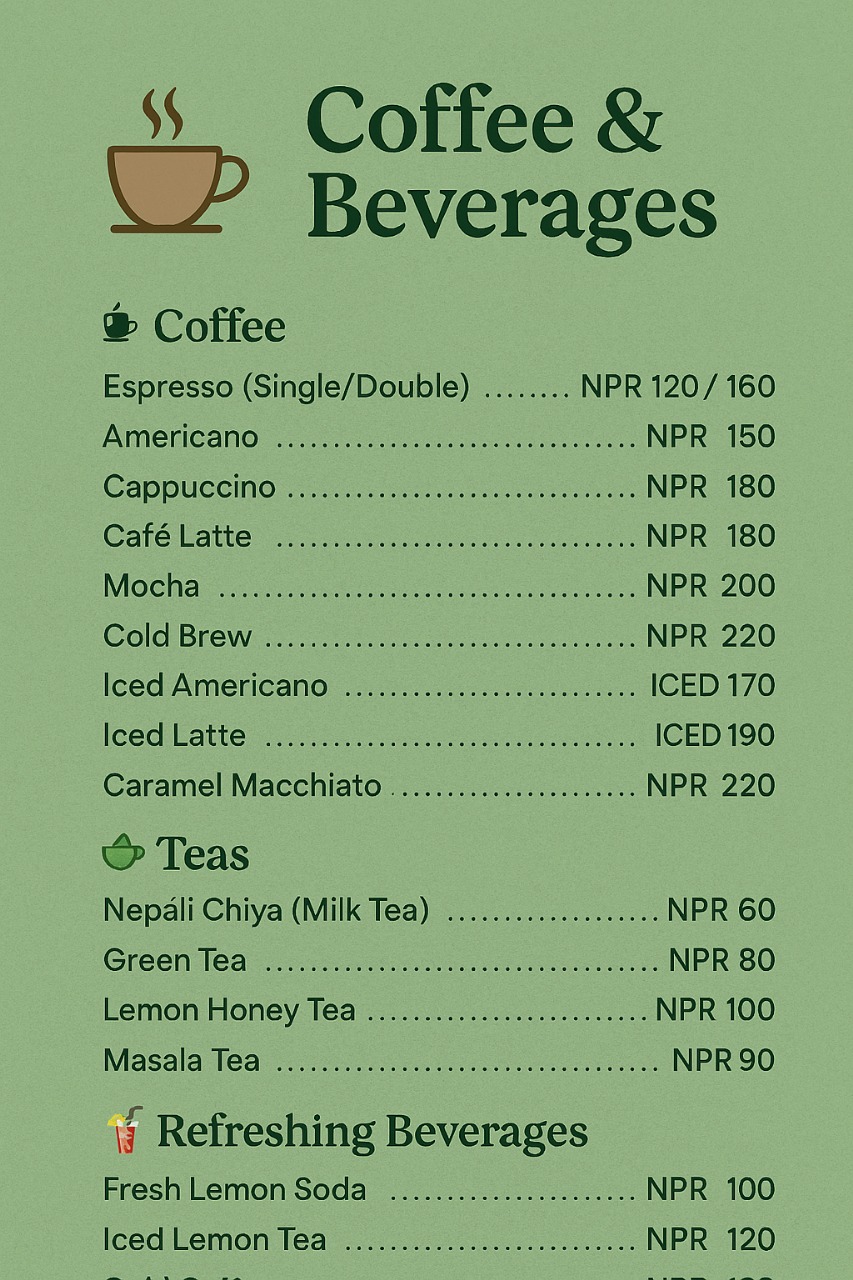 Coffee &
Beverages
Coffee
Espresso (Single/Double) ........ NPR 120 / 160
Americano ................................ NPR 150
Cappuccino ............................... NPR 180
Café Latte ................................ NPR 180
Mocha ..................................... NPR 200
Cold Brew ................................. NPR 220
Iced Americano .......................... ICED 170
Iced Latte ................................. ICED 190
Caramel Macchiato ..................... NPR 220
Teas
Nepáli Chiya (Milk Tea) ................... NPR 60
Green Tea ................................... NPR 80
Lemon Honey Tea ......................... NPR 100
Masala Tea .................................. NPR 90
Refreshing Beverages
Fresh Lemon Soda ...................... NPR 100
Iced Lemon Tea .......................... NPR 120